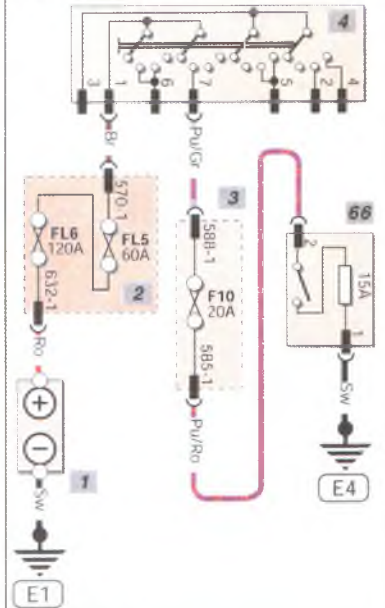 4
3
1
6
7
5
2
4
Br
Pu/Gr
570-1
3
66
FL6
120A
FL5
60A
588-1
2
F10
20A
15A
632-1
2
585-1
1
Ro
Pu/Ro
Sw
+
−
Sw
1
E4
E1